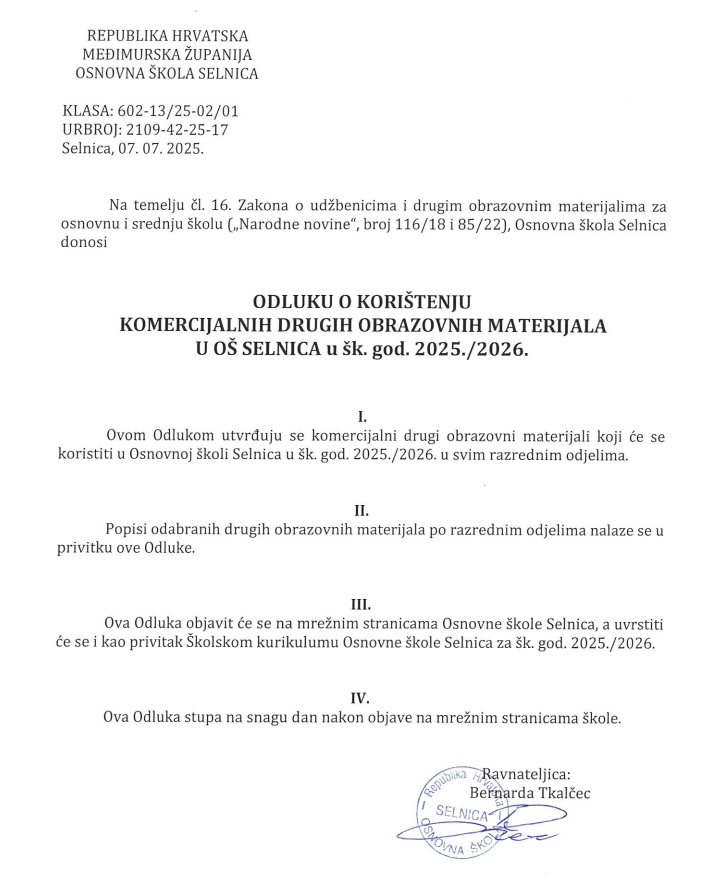 REPUBLIKA HRVATSKA
MEĐIMURSKA ŽUPANIJA
OSNOVNA ŠKOLA SELNICA
KLASA: 602-13/25-02/01
URBROJ: 2109-42-25-17
Selnica, 07. 07. 2025.
Na temelju čl. 16. Zakona o udžbenicima i drugim obrazovnim materijalima za
osnovnu i srednju školu („Narodne novine“, broj 116/18 i 85/22), Osnovna škola Selnica
donosi
ODLUKU O KORIŠTENJU
KOMERCIJALNIH DRUGIH OBRAZOVNIH MATERIJALA
U OŠ SELNICA u šk. god. 2025./2026.
I.
Ovom Odlukom utvrđuju se komercijalni drugi obrazovni materijali koji će se
koristiti u Osnovnoj školi Selnica u šk. god. 2025./2026. u svim razrednim odjelima.
II.
Popisi odabranih drugih obrazovnih materijala po razrednim odjelima nalaze se u
privitku ove Odluke.
III.
Ova Odluka objavit će se na mrežnim stranicama Osnovne škole Selnica, a uvrstiti
će se i kao privitak Školskom kurikulumu Osnovne škole Selnica za šk. god. 2025./2026.
IV.
Ova Odluka stupa na snagu dan nakon objave na mrežnim stranicama škole.
Ravnateljica:
Bernarda Tkalčec
Republika Hrvatska
SELNICA
OSNOVNA